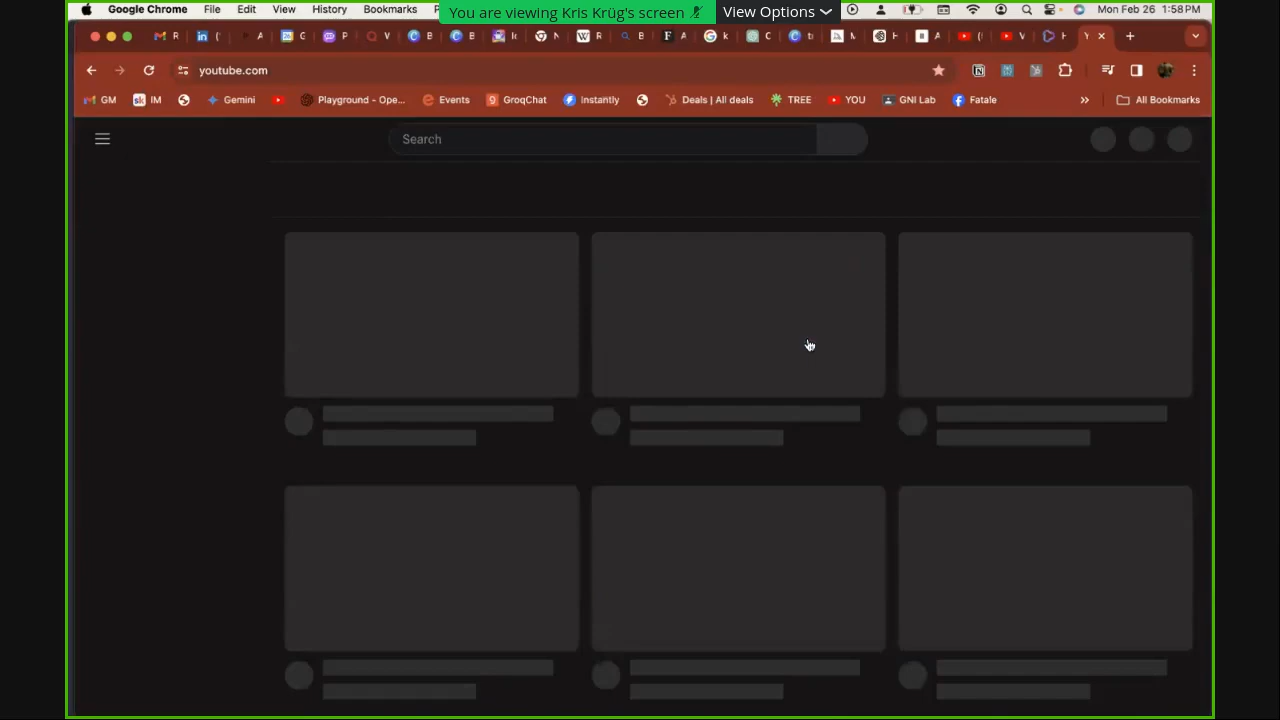 You are viewing Kris Krüg's screen View Options
Google Chrome File Edit View History Bookmarks Mon Feb 26 1:58 PM
youtube.com
GM IM Gemini Playground - Ope... Events GroqChat Instantly Deals | All deals TREE YOU GNI Lab Fatale » All Bookmarks
Search